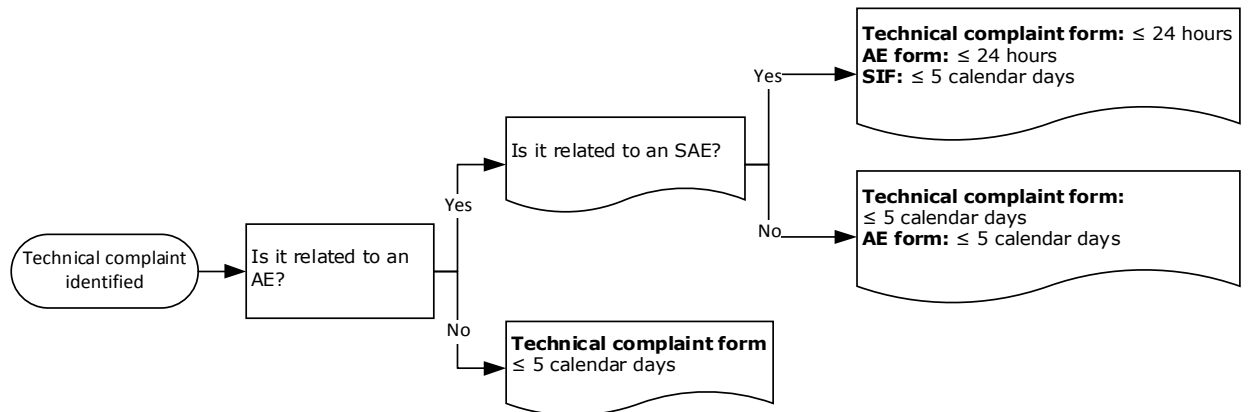 Technical complaint
identified
Is it related to an
AE?
Yes
No
Is it related to an SAE?
Technical complaint form
≤ 5 calendar days
Yes
No
Technical complaint form: ≤ 24 hours
AE form: ≤ 24 hours
SIF: ≤ 5 calendar days
Technical complaint form:
≤ 5 calendar days
AE form: ≤ 5 calendar days